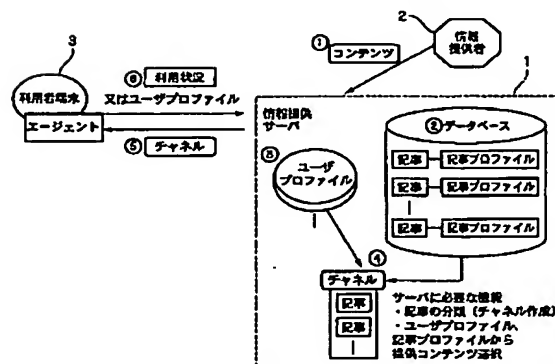 3
利用者端末
エージェント
⑥ 利用状況
又はユーザプロファイル
⑤ チャネル
① コンテンツ
2
情報
提供者
1
情報提供
サーバ
② データベース
記事 記事プロファイル
記事 記事プロファイル
記事 記事プロファイル
③
ユーザ
プロファイル
④
チャネル
記事
記事
サーバに必要な機能
・記事の分類(チャネル作成)
・ユーザプロファイル、
記事プロファイルから
提供コンテンツ選択